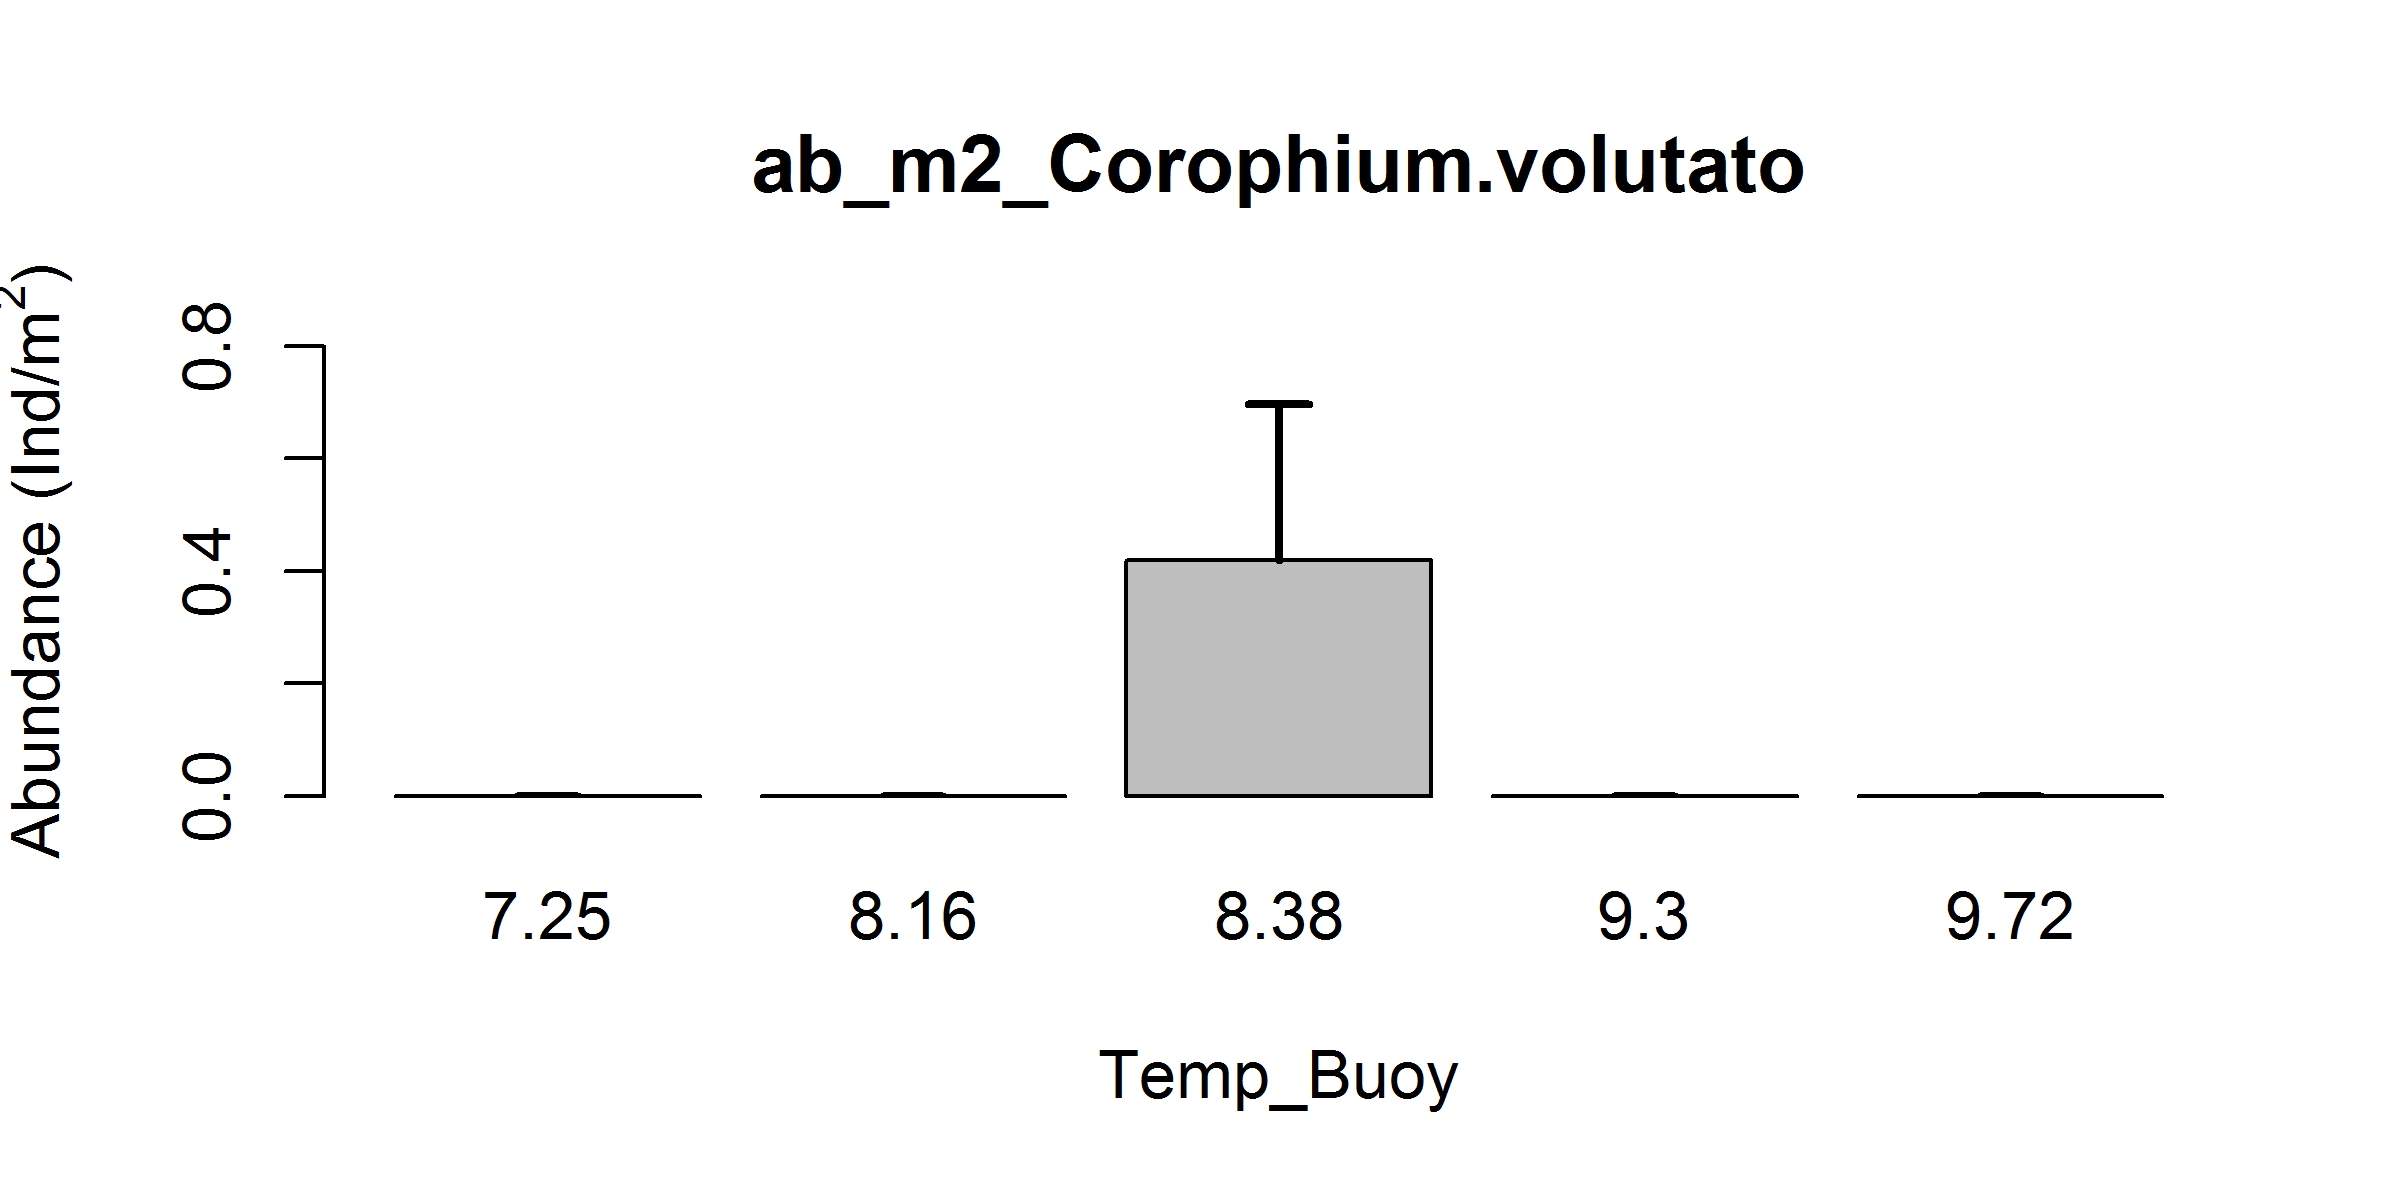 ab_m2_Corophium.volutato
Abundance (Ind/m²)
0.8
0.4
0.0
7.25 8.16 8.38 9.3 9.72
Temp_Buoy